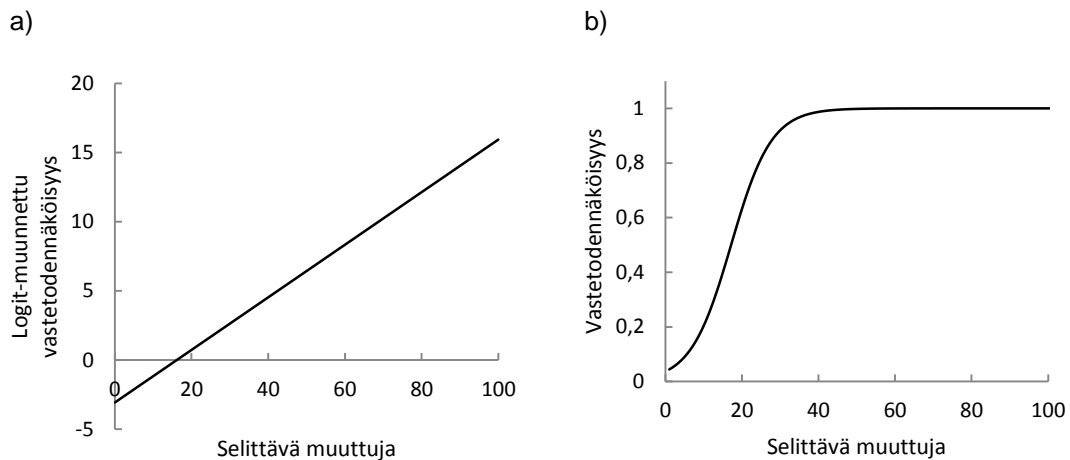 a)
20
15
10
5
0
-5
0 20 40 60 80 100
Logit-muunnettu
vastetodennäköisyys
Selittävä muuttuja
b)
1
0,8
0,6
0,4
0,2
0
0 20 40 60 80 100
Vastetodennäköisyys
Selittävä muuttuja